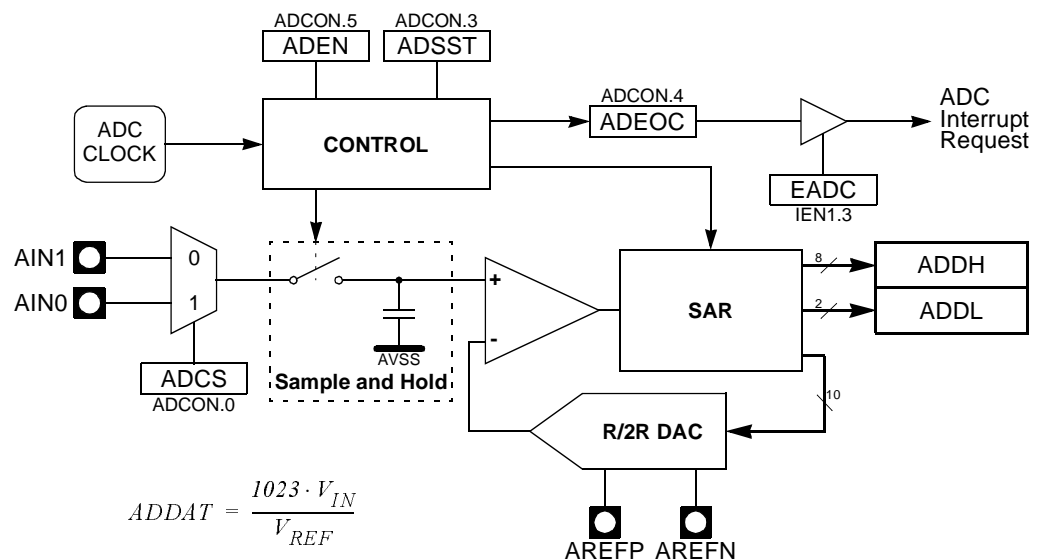 ADCON.5
ADEN
ADCON.3
ADSST
ADC
CLOCK
CONTROL
ADCON.4
ADEOC
ADC
Interrupt
Request
EADC
IEN1.3
AIN1
AIN0
0
1
ADCS
ADCON.0
AVSS
Sample and Hold
+
-
SAR
8
ADDH
2
ADDL
10
R/2R DAC
AREFP AREFN
ADDAT = 1023 · V_IN / V_REF